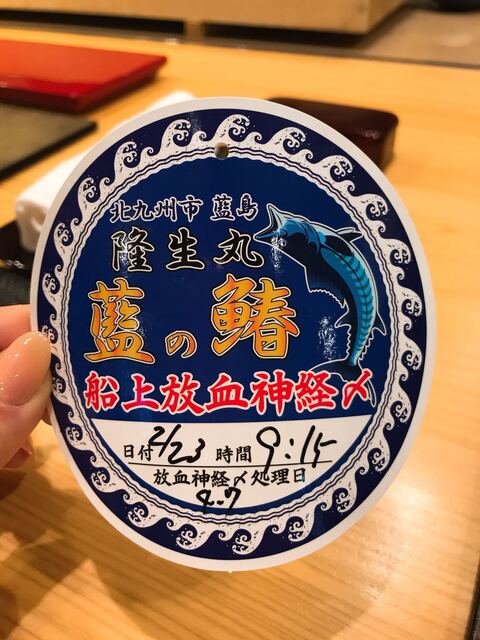 北九州市 藍島
隆生丸
藍の鰆
船上放血神経〆
日付 2/23 時間 9:15
放血神経〆処理日